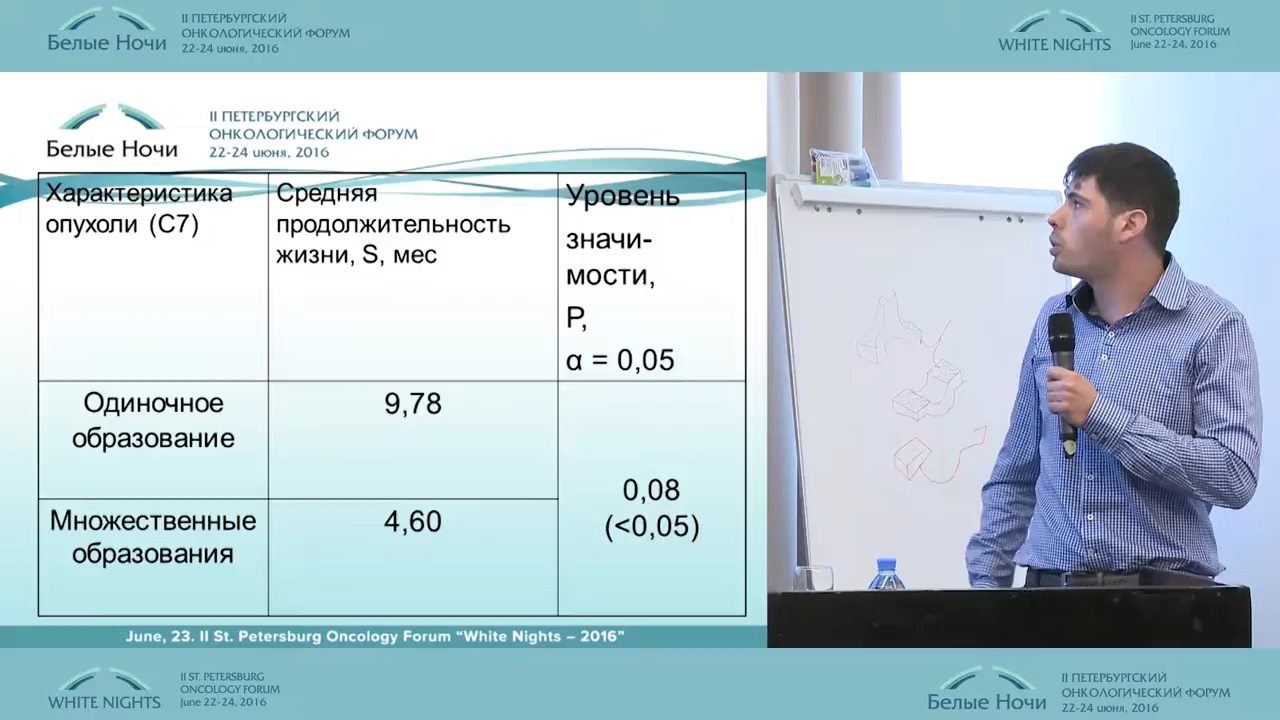 Белые Ночи
II ПЕТЕРБУРГСКИЙ
ОНКОЛОГИЧЕСКИЙ ФОРУМ
22-24 июня, 2016
WHITE NIGHTS
II ST. PETERSBURG
ONCOLOGY FORUM
June 22-24, 2016
Белые Ночи
II ПЕТЕРБУРГСКИЙ
ОНКОЛОГИЧЕСКИЙ ФОРУМ
22-24 июня, 2016
Характеристика
опухоли (С7)
Средняя
продолжительность
жизни, S, мес
Уровень
значи-
мости,
P,
α = 0,05
Одиночное
образование
9,78
Множественные
образования
4,60
0,08
(<0,05)
June, 23. II St. Petersburg Oncology Forum “White Nights – 2016”
WHITE NIGHTS
II ST. PETERSBURG
ONCOLOGY FORUM
June 22-24, 2016
Белые Ночи
II ПЕТЕРБУРГСКИЙ
ОНКОЛОГИЧЕСКИЙ ФОРУМ
22-24 июня, 2016